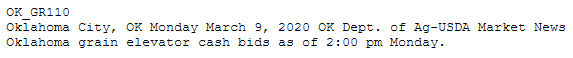 OK_GR110
Oklahoma City, OK Monday March 9, 2020 OK Dept. of Ag-USDA Market News
Oklahoma grain elevator cash bids as of 2:00 pm Monday.